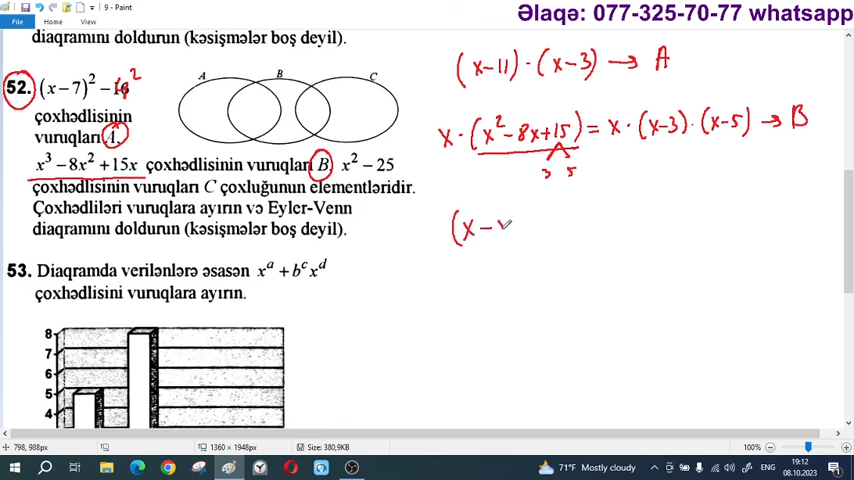 9 - Paint
Əlaqə: 077-325-70-77 whatsapp
File Home View
diaqramını doldurun (kəsişmələr boş deyil).
(x-11) · (x-3) → A
52. (x − 7)² − 4²
çoxhədlisinin
vuruqları A,
A B C
x · (x² - 8x + 15) = x · (x-3) · (x-5) → B
3 5
x³ − 8x² + 15x çoxhədlisinin vuruqları B, x² − 25
çoxhədlisinin vuruqları C çoxluğunun elementləridir.
Çoxhədliləri vuruqlara ayırın və Eyler-Venn
diaqramını doldurun (kəsişmələr boş deyil).
(x -
53. Diaqramda verilənlərə əsasən xᵃ + bᶜxᵈ
çoxhədlisini vuruqlara ayırın.
8
7
6
5
4
798, 988px
1360 × 1948px
Size: 380,9KB
100%
71°F Mostly cloudy
ENG
19:12
08.10.2023
1